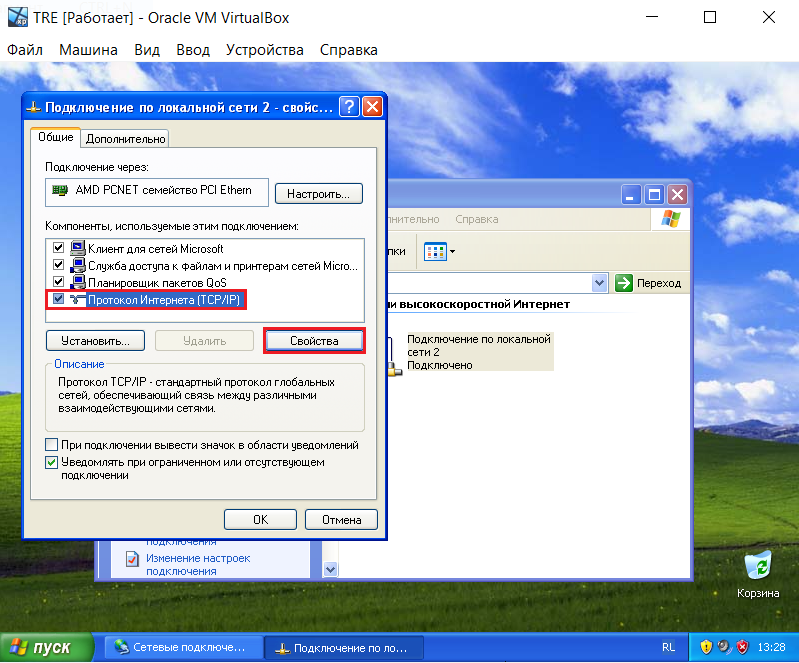 TRE [Работает] - Oracle VM VirtualBox
Файл Машина Вид Ввод Устройства Справка
Подключение по локальной сети 2 - свойс...
Общие Дополнительно
Подключение через:
AMD PCNET семейство PCI Ethern
Настроить...
Компоненты, используемые этим подключением:
Клиент для сетей Microsoft
Служба доступа к файлам и принтерам сетей Micro...
Планировщик пакетов QoS
Протокол Интернета (TCP/IP)
Установить... Удалить Свойства
Описание
Протокол TCP/IP - стандартный протокол глобальных
сетей, обеспечивающий связь между различными
взаимодействующими сетями.
При подключении вывести значок в области уведомлений
Уведомлять при ограниченном или отсутствующем
подключении
OK Отмена
лнительно Справка
пки
Переход
и высокоскоростной Интернет
Подключение по локальной
сети 2
Подключено
подключения
Изменение настроек
подключения
Корзина
пуск
Сетевые подключе...
Подключение по ло...
RL
13:28